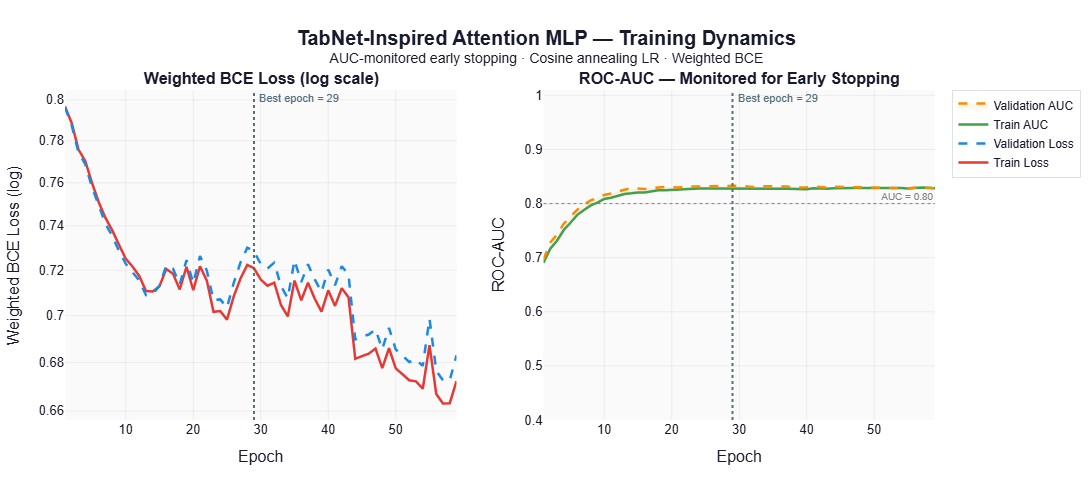 TabNet-Inspired Attention MLP — Training Dynamics
AUC-monitored early stopping · Cosine annealing LR · Weighted BCE
Weighted BCE Loss (log scale)
Best epoch = 29
Weighted BCE Loss (log)
0.8
0.78
0.76
0.74
0.72
0.7
0.68
0.66
10
20
30
40
50
Epoch
ROC-AUC — Monitored for Early Stopping
Best epoch = 29
AUC = 0.80
ROC-AUC
1
0.9
0.8
0.7
0.6
0.5
0.4
10
20
30
40
50
Epoch
Validation AUC
Train AUC
Validation Loss
Train Loss